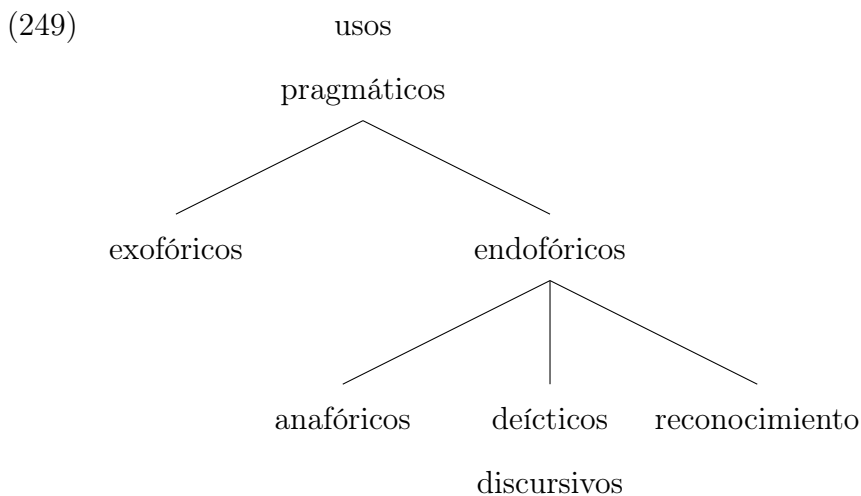 (249) usos
pragmáticos
exofóricos endofóricos
anafóricos deícticos reconocimiento
discursivos